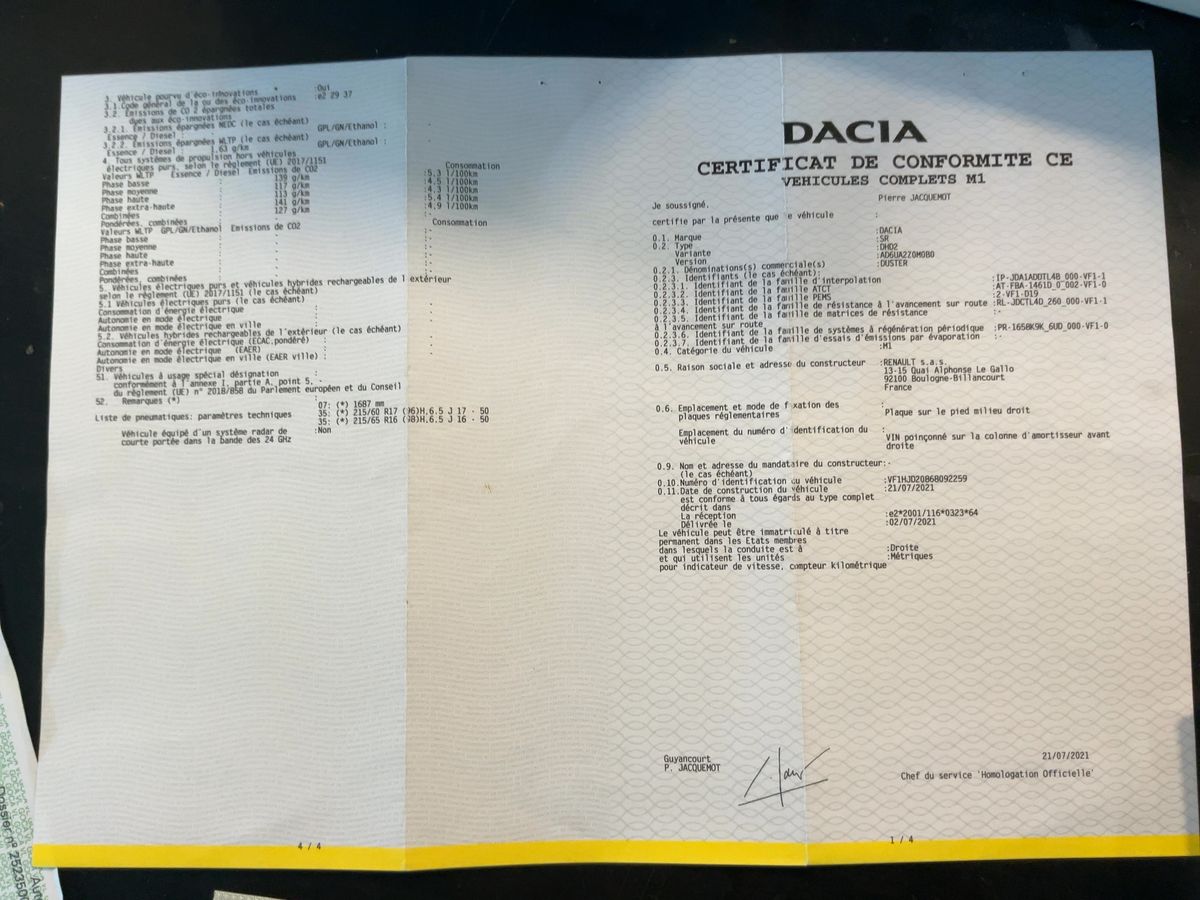 3. Véhicule pourvu d'éco-innovations :Oui
3.1.Code général de la ou des éco-innovations :e2 29 37
3.2. Emissions de CO 2 épargnées totales
dues aux éco-innovations
3.2.1. Emissions épargnées NEDC (le cas échéant)
Essence / Diesel : GPL/GN/Ethanol :
3.2.2. Emissions épargnées WLTP (le cas échéant)
Essence / Diesel : 1.63 g/km GPL/GN/Ethanol :
4. Tous systèmes de propulsion hors véhicules
électriques purs, selon le règlement (UE) 2017/1151
Valeurs WLTP Essence / Diesel Emissions de CO2 Consommation
Phase basse : 139 g/km :5.3 l/100km
Phase moyenne : 117 g/km :4.5 l/100km
Phase haute : 113 g/km :4.3 l/100km
Phase extra-haute : 141 g/km :5.4 l/100km
Combinées : 127 g/km :4.9 l/100km
Pondérées, combinées : :-
Valeurs WLTP GPL/GN/Ethanol Emissions de CO2 Consommation
Phase basse : :-
Phase moyenne : :-
Phase haute : :-
Phase extra-haute : :-
Combinées : :-
Pondérées, combinées : :-
5. Véhicules électriques purs et véhicules hybrides rechargeables de l extérieur
selon le règlement (UE) 2017/1151 (le cas échéant)
5.1 Véhicules électriques purs (le cas échéant)
Consommation d'énergie électrique :
Autonomie en mode électrique :
Autonomie en mode électrique en ville :
5.2. Véhicules hybrides rechargeables de l'extérieur (le cas échéant)
Consommation d'énergie électrique (ECAC,pondéré) :
Autonomie en mode électrique (EAER) :
Autonomie en mode électrique en ville (EAER ville) :
Divers
51. Véhicules à usage spécial désignation :
conformément à l'annexe I, partie A, point 5,
du règlement (UE) n° 2018/858 du Parlement européen et du Conseil
52. Remarques (*) :
07: (*) 1687 mm
Liste de pneumatiques: paramètres techniques 35: (*) 215/60 R17 (96)H,6.5 J 17 - 50
35: (*) 215/65 R16 (98)H,6.5 J 16 - 50
Véhicule équipé d'un système radar de :Non
courte portée dans la bande des 24 GHz
4 / 4
DACIA
CERTIFICAT DE CONFORMITE CE
VEHICULES COMPLETS M1
Je soussigné, Pierre JACQUEMOT
certifie par la présente que le véhicule :
0.1. Marque :DACIA
0.2. Type :SR
Variante :DHD2
Version :AD6UA2Z0M0B0
0.2.1. Dénominations(s) commerciale(s) :DUSTER
0.2.3. Identifiants (le cas échéant):
0.2.3.1. Identifiant de la famille d'interpolation :IP-JDA1ADDTL4B_000-VF1-1
0.2.3.2. Identifiant de la famille ATCT :AT-FBA-1461D_0_002-VF1-0
0.2.3.3. Identifiant de la famille PEMS :2-VF1-D19
0.2.3.4. Identifiant de la famille de résistance à l'avancement sur route :RL-JDCTL4D_260_000-VF1-1
0.2.3.5. Identifiant de la famille de matrices de résistance :-
à l'avancement sur route
0.2.3.6. Identifiant de la famille de systèmes à régénération périodique :PR-1658K9K_6UD_000-VF1-0
0.2.3.7. Identifiant de la famille d'essais d'émissions par évaporation :-
0.4. Catégorie du véhicule :M1
0.5. Raison sociale et adresse du constructeur :RENAULT s.a.s.
13-15 Quai Alphonse Le Gallo
92100 Boulogne-Billancourt
France
0.6. Emplacement et mode de fixation des :
plaques réglementaires Plaque sur le pied milieu droit
Emplacement du numéro d'identification du :
véhicule VIN poinçonné sur la colonne d'amortisseur avant
droite
0.9. Nom et adresse du mandataire du constructeur:-
(le cas échéant)
0.10.Numéro d'identification du véhicule :VF1HJD20868092259
0.11.Date de construction du véhicule :21/07/2021
est conforme à tous égards au type complet
décrit dans
La réception :e2*2001/116*0323*64
Délivrée le :02/07/2021
Le véhicule peut être immatriculé à titre
permanent dans les Etats membres
dans lesquels la conduite est à :Droite
et qui utilisent les unités :Métriques
pour indicateur de vitesse, compteur kilométrique
Guyancourt 21/07/2021
P. JACQUEMOT
Chef du service 'Homologation Officielle'
1 / 4